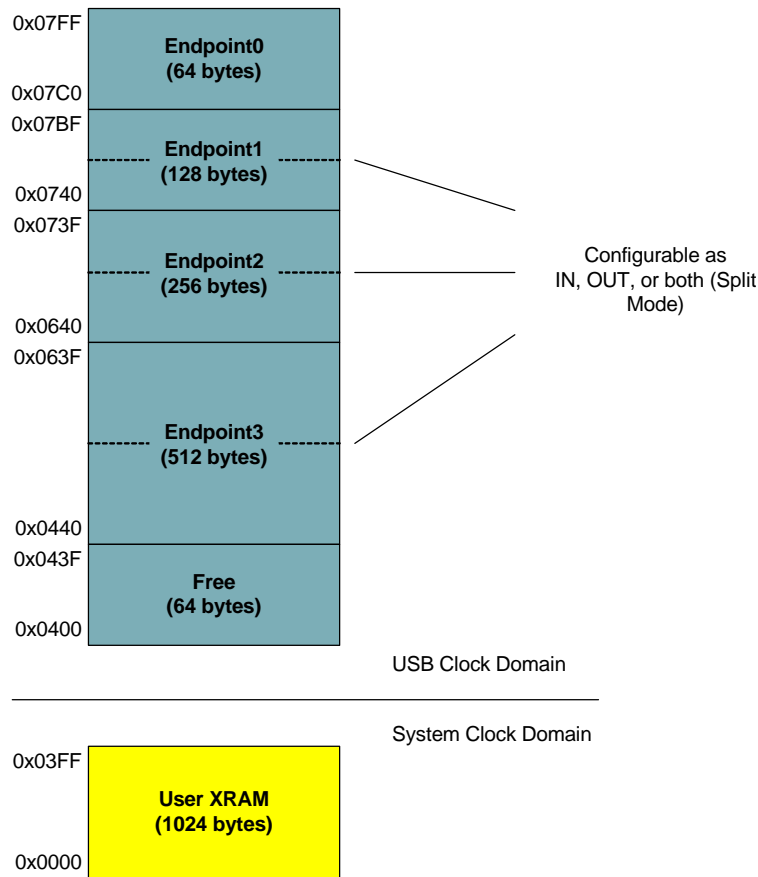 0x07FF
Endpoint0
(64 bytes)
0x07C0
0x07BF
Endpoint1
(128 bytes)
0x0740
0x073F
Endpoint2
(256 bytes)
0x0640
0x063F
Endpoint3
(512 bytes)
0x0440
0x043F
Free
(64 bytes)
0x0400
Configurable as
IN, OUT, or both (Split
Mode)
USB Clock Domain
System Clock Domain
0x03FF
User XRAM
(1024 bytes)
0x0000